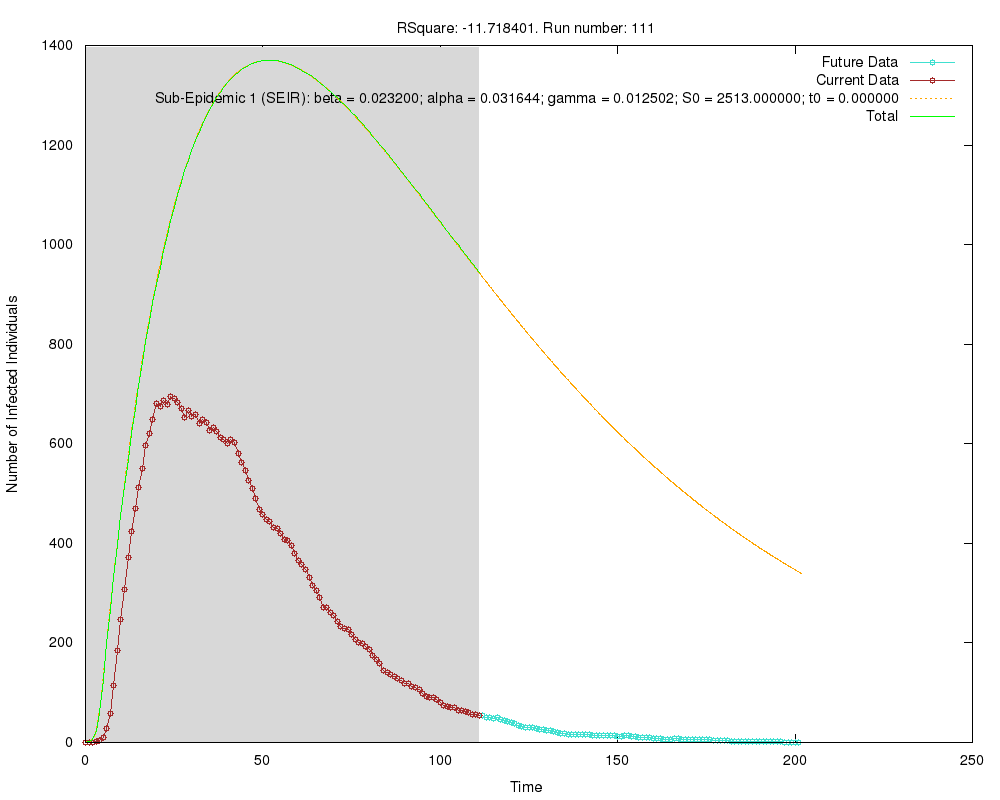 RSquare: -11.718401. Run number: 111
Future Data
Current Data
Sub-Epidemic 1 (SEIR): beta = 0.023200; alpha = 0.031644; gamma = 0.012502; S0 = 2513.000000; t0 = 0.000000
Total
Number of Infected Individuals
1400
1200
1000
800
600
400
200
0
0 50 100 150 200 250
Time